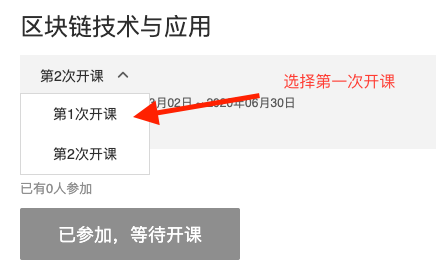 区块链技术与应用
第2次开课
选择第一次开课
月02日 ~ 2020年06月30日
第1次开课
第2次开课
已有0人参加
已参加，等待开课